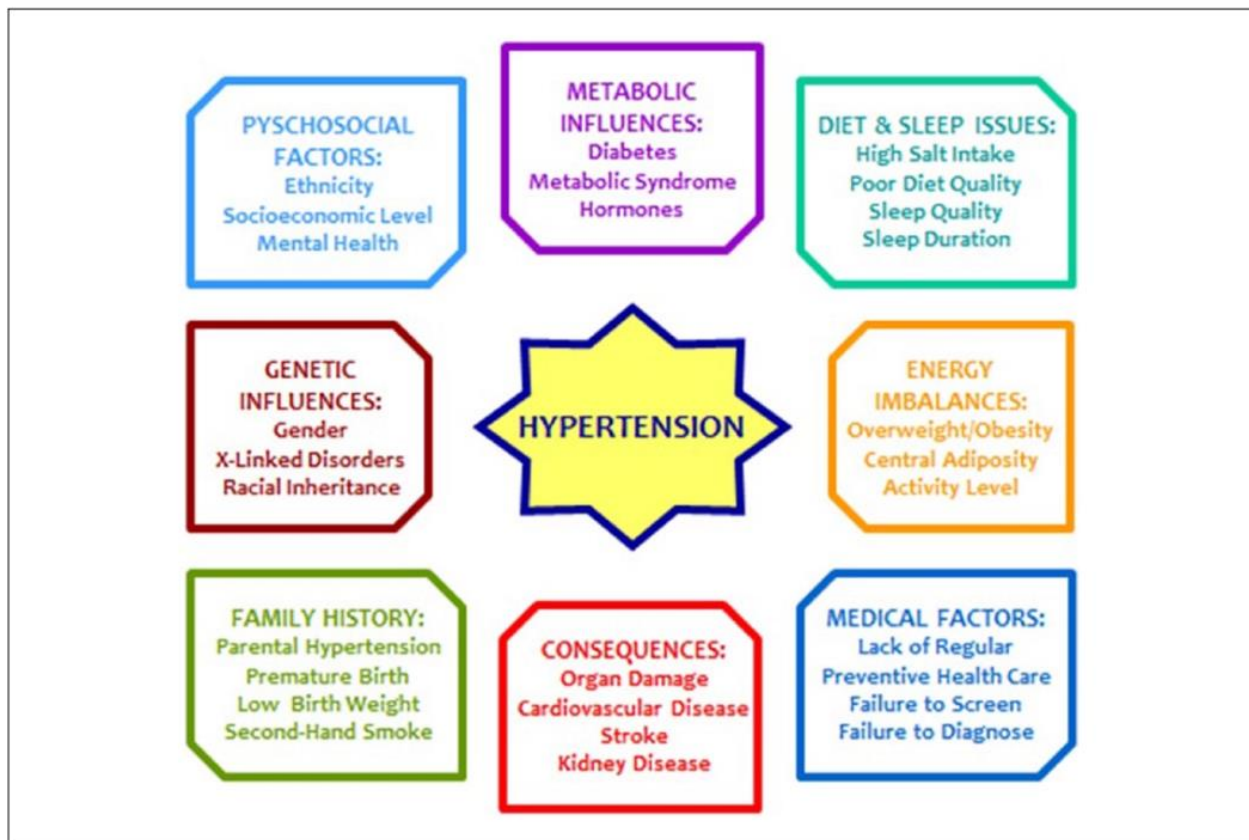 PYSCHOSOCIAL
FACTORS:
Ethnicity
Socioeconomic Level
Mental Health
METABOLIC
INFLUENCES:
Diabetes
Metabolic Syndrome
Hormones
DIET & SLEEP ISSUES:
High Salt Intake
Poor Diet Quality
Sleep Quality
Sleep Duration
GENETIC
INFLUENCES:
Gender
X-Linked Disorders
Racial Inheritance
HYPERTENSION
ENERGY
IMBALANCES:
Overweight/Obesity
Central Adiposity
Activity Level
FAMILY HISTORY:
Parental Hypertension
Premature Birth
Low Birth Weight
Second-Hand Smoke
CONSEQUENCES:
Organ Damage
Cardiovascular Disease
Stroke
Kidney Disease
MEDICAL FACTORS:
Lack of Regular
Preventive Health Care
Failure to Screen
Failure to Diagnose